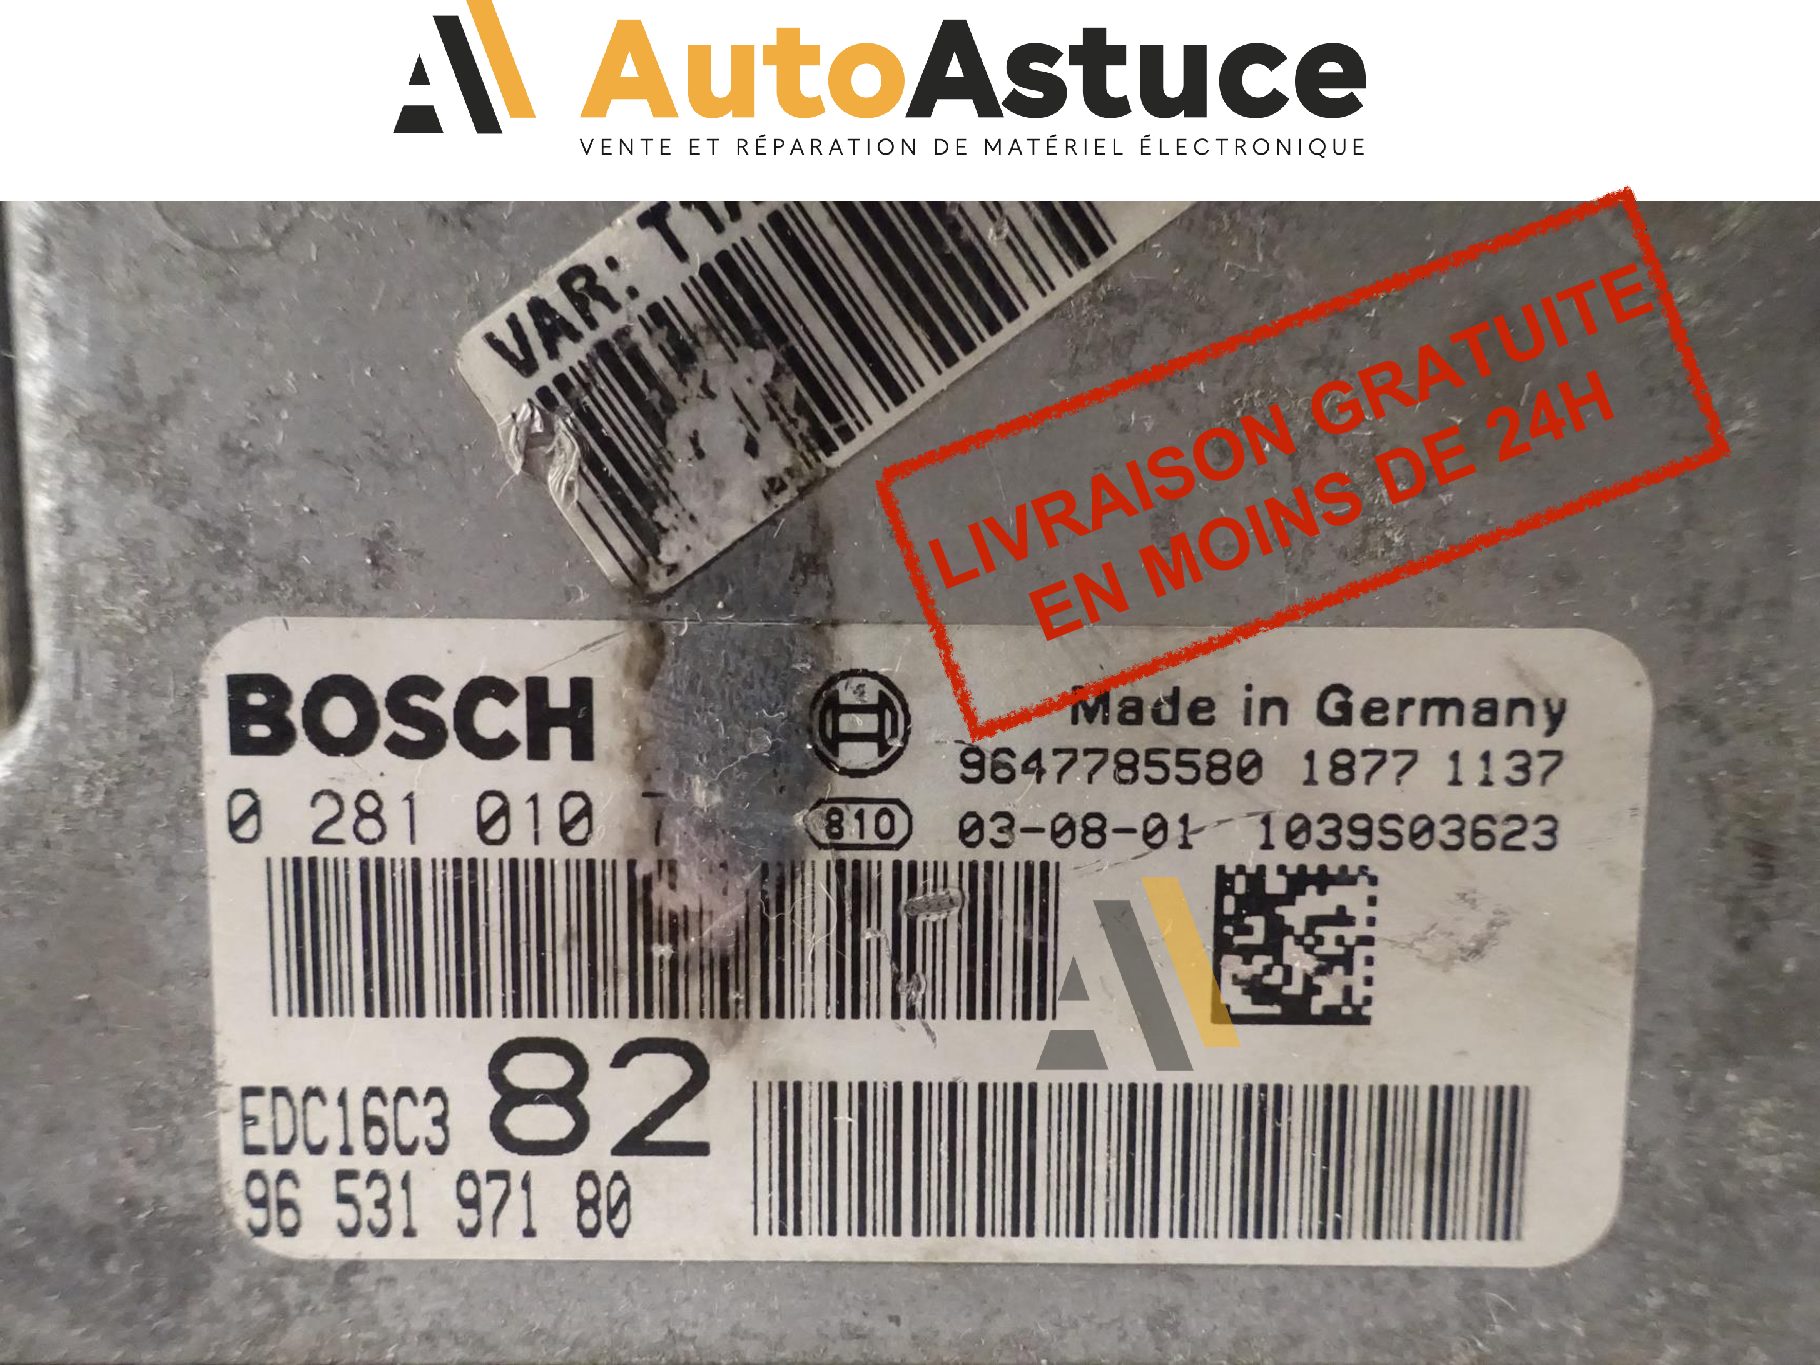 AutoAstuce
VENTE ET RÉPARATION DE MATÉRIEL ÉLECTRONIQUE
VAR:
LIVRAISON GRATUITE
EN MOINS DE 24H
BOSCH
Made in Germany
9647785580 1877 1137
0 281 010
810
03-08-01 1039S03623
EDC16C3 82
96 531 971 80